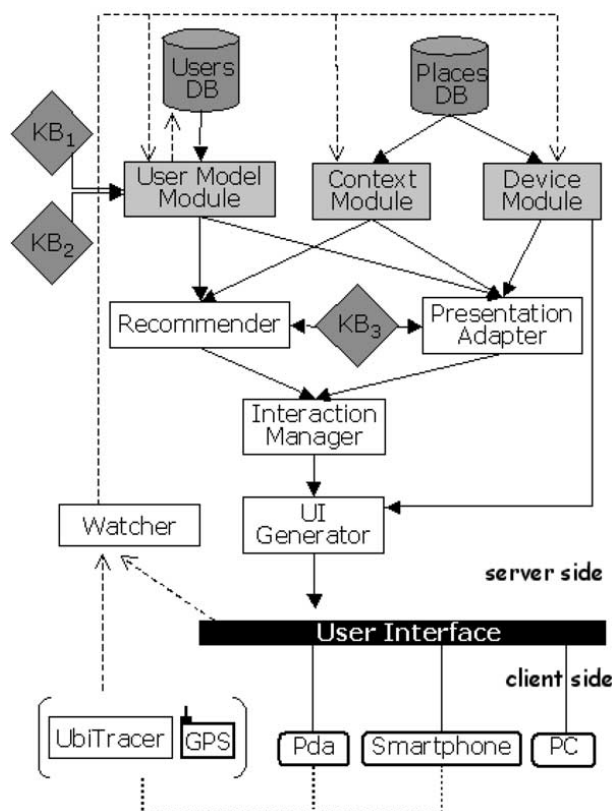 Users
DB
Places
DB
KB1
User Model
Module
Context
Module
Device
Module
KB2
Recommender
KB3
Presentation
Adapter
Interaction
Manager
Watcher
UI
Generator
server side
User Interface
client side
UbiTracer
GPS
Pda
Smartphone
PC